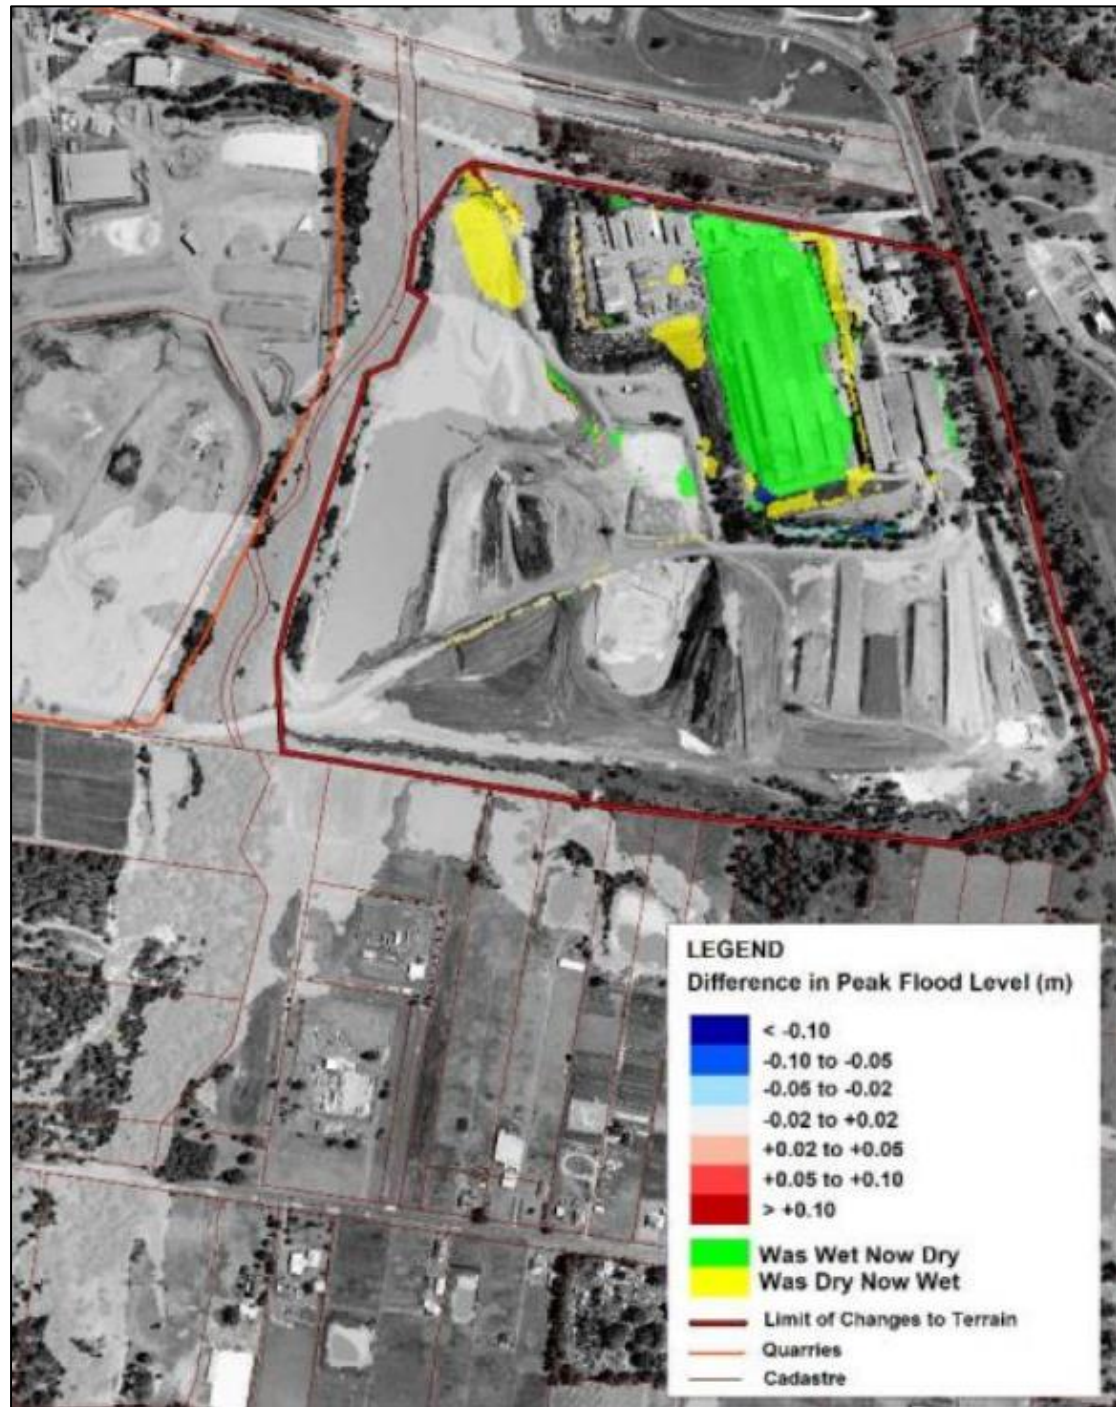 LEGEND
Difference in Peak Flood Level (m)
< -0.10
-0.10 to -0.05
-0.05 to -0.02
-0.02 to +0.02
+0.02 to +0.05
+0.05 to +0.10
> +0.10
Was Wet Now Dry
Was Dry Now Wet
Limit of Changes to Terrain
Quarries
Cadastre